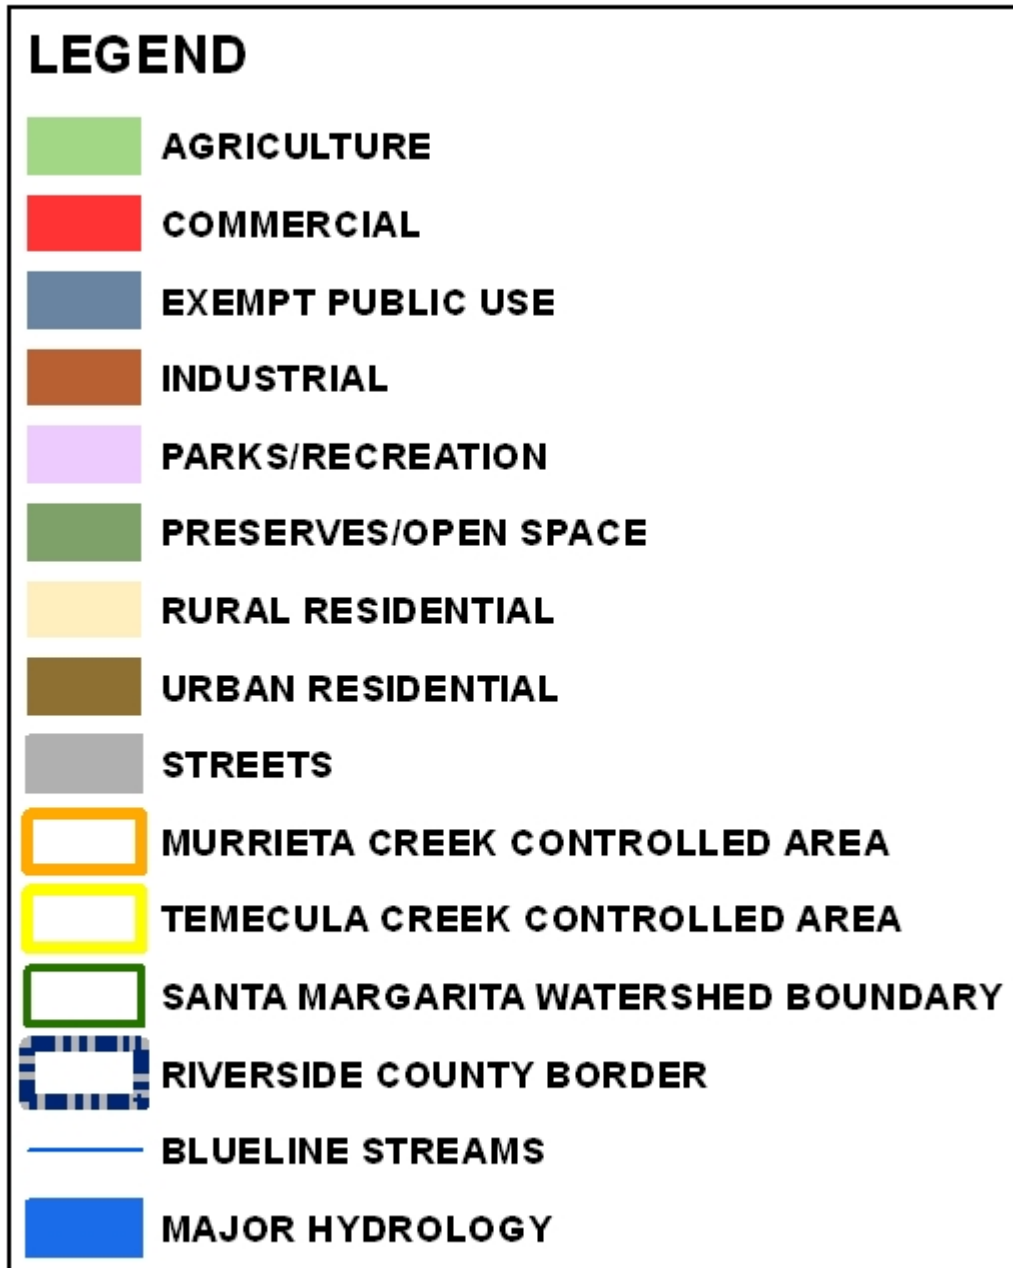 LEGEND
AGRICULTURE
COMMERCIAL
EXEMPT PUBLIC USE
INDUSTRIAL
PARKS/RECREATION
PRESERVES/OPEN SPACE
RURAL RESIDENTIAL
URBAN RESIDENTIAL
STREETS
MURRIETA CREEK CONTROLLED AREA
TEMECULA CREEK CONTROLLED AREA
SANTA MARGARITA WATERSHED BOUNDARY
RIVERSIDE COUNTY BORDER
BLUELINE STREAMS
MAJOR HYDROLOGY